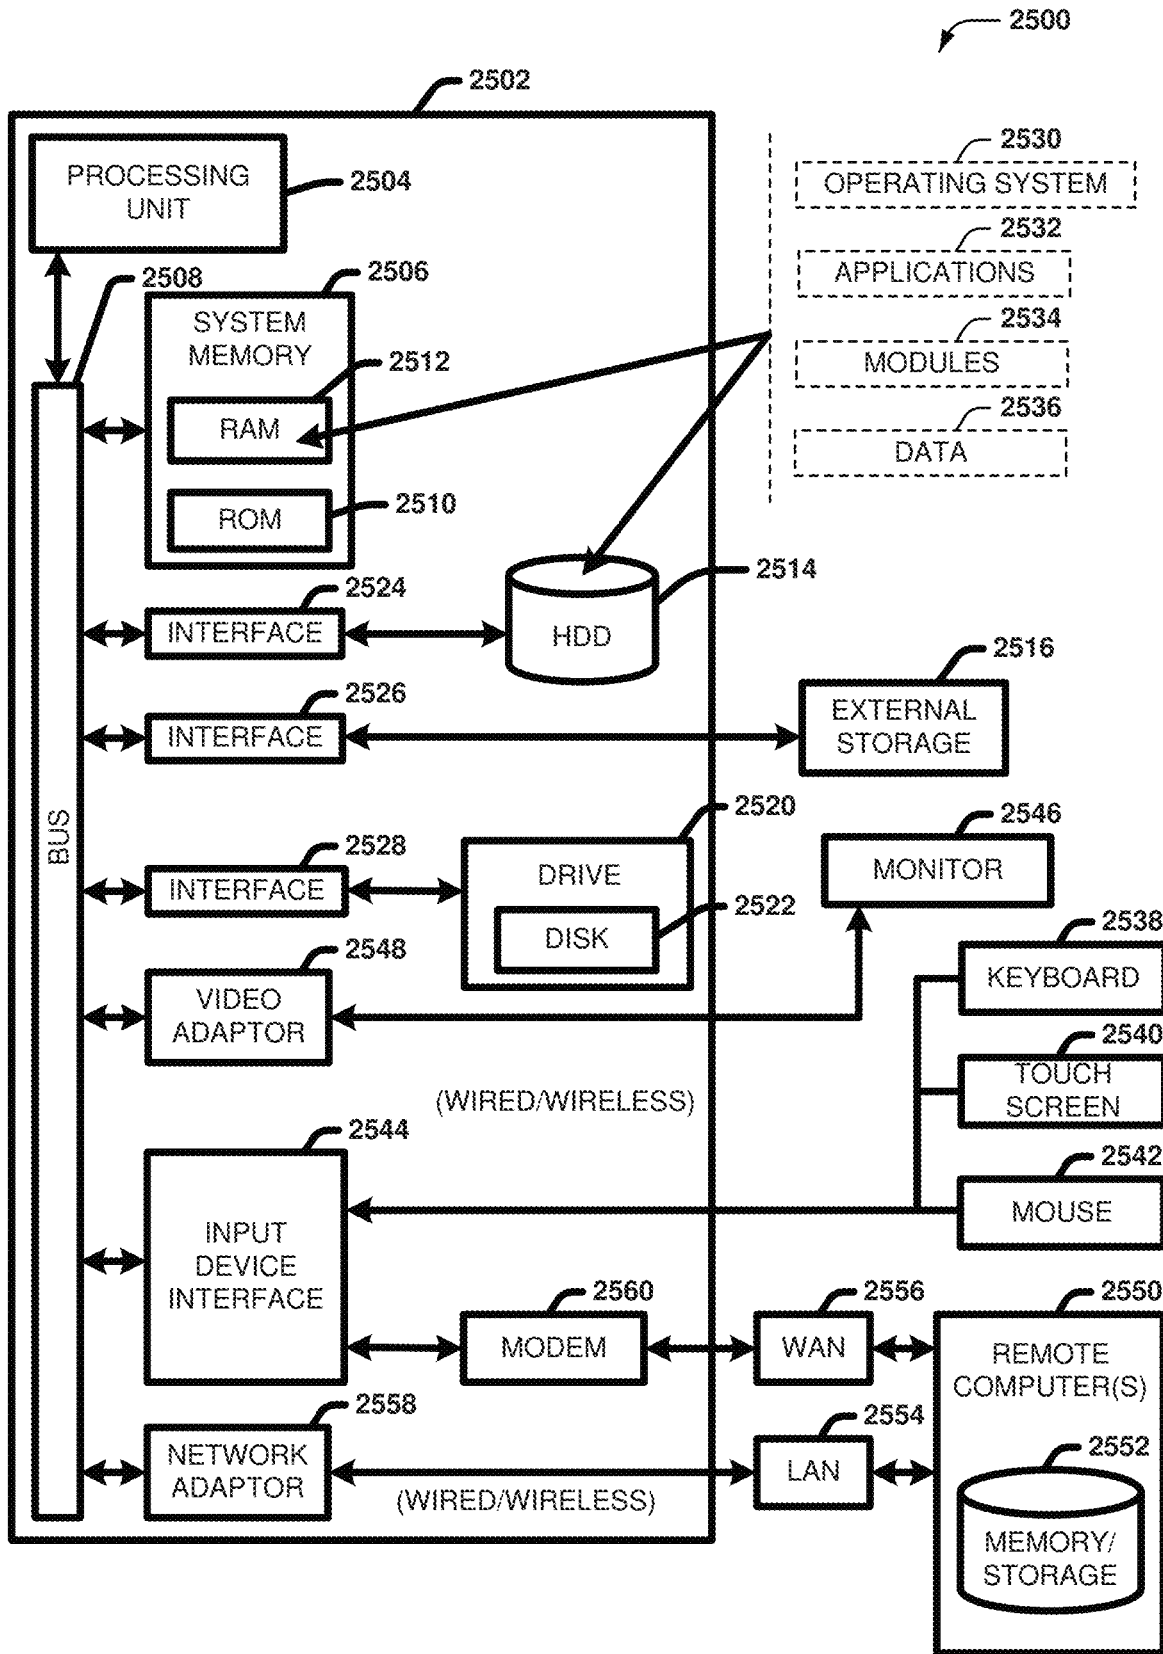 2500
2502
PROCESSING
UNIT
2504
2530
OPERATING SYSTEM
2532
APPLICATIONS
2534
MODULES
2536
DATA
2508
2506
SYSTEM
MEMORY
2512
RAM
2510
ROM
2524
INTERFACE
2514
HDD
2526
INTERFACE
2516
EXTERNAL
STORAGE
BUS
2528
INTERFACE
2520
DRIVE
2522
DISK
2546
MONITOR
2548
VIDEO
ADAPTOR
2538
KEYBOARD
2540
TOUCH
SCREEN
(WIRED/WIRELESS)
2544
INPUT
DEVICE
INTERFACE
2542
MOUSE
2560
MODEM
2556
WAN
2550
REMOTE
COMPUTER(S)
2558
NETWORK
ADAPTOR
(WIRED/WIRELESS)
2554
LAN
2552
MEMORY/
STORAGE